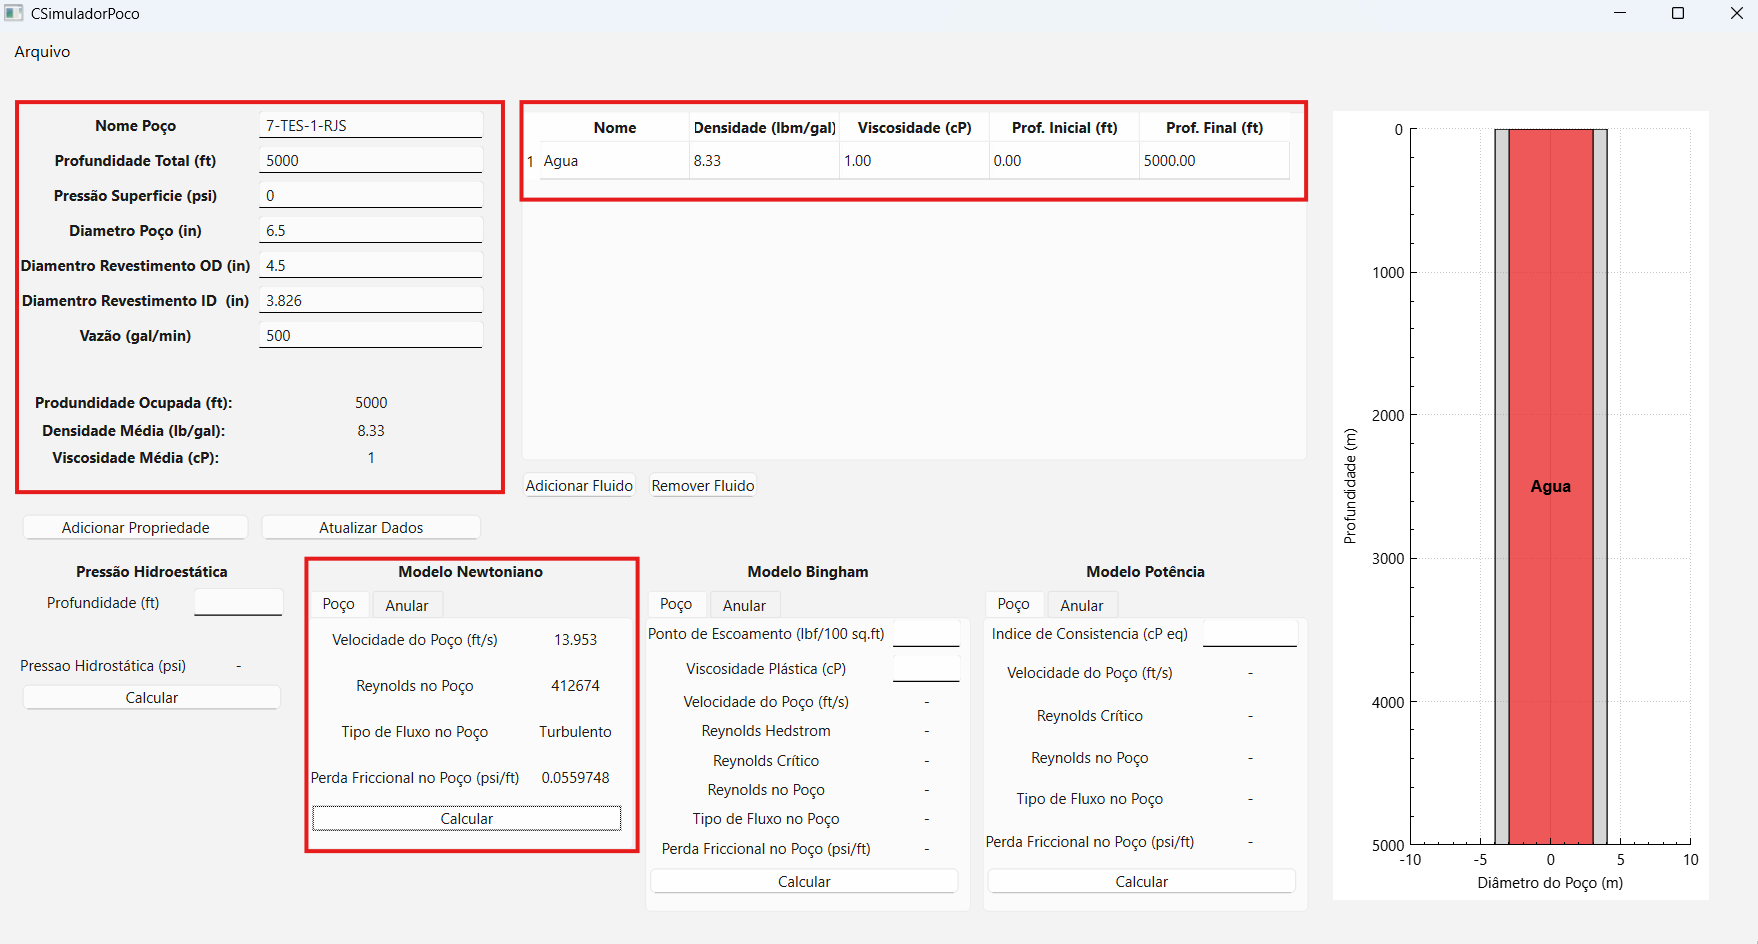 CSimuladorPoco
Arquivo
Nome Poço 7-TES-1-RJS
Profundidade Total (ft) 5000
Pressão Superficie (psi) 0
Diametro Poço (in) 6.5
Diamentro Revestimento OD (in) 4.5
Diamentro Revestimento ID (in) 3.826
Vazão (gal/min) 500
Produndidade Ocupada (ft): 5000
Densidade Média (lb/gal): 8.33
Viscosidade Média (cP): 1
Adicionar Propriedade Atualizar Dados
Nome Densidade (lbm/gal) Viscosidade (cP) Prof. Inicial (ft) Prof. Final (ft)
1 Agua 8.33 1.00 0.00 5000.00
Adicionar Fluido Remover Fluido
Pressão Hidroestática
Profundidade (ft)
Pressao Hidrostática (psi) -
Calcular
Modelo Newtoniano
Poço Anular
Velocidade do Poço (ft/s) 13.953
Reynolds no Poço 412674
Tipo de Fluxo no Poço Turbulento
Perda Friccional no Poço (psi/ft) 0.0559748
Calcular
Modelo Bingham
Poço Anular
Ponto de Escoamento (lbf/100 sq.ft)
Viscosidade Plástica (cP)
Velocidade do Poço (ft/s) -
Reynolds Hedstrom -
Reynolds Crítico -
Reynolds no Poço -
Tipo de Fluxo no Poço -
Perda Friccional no Poço (psi/ft) -
Calcular
Modelo Potência
Poço Anular
Indice de Consistencia (cP eq)
Velocidade do Poço (ft/s) -
Reynolds Crítico -
Reynolds no Poço -
Tipo de Fluxo no Poço -
Perda Friccional no Poço (psi/ft) -
Calcular
Profundidade (m)
0
1000
2000
3000
4000
5000
Agua
-10 -5 0 5 10
Diâmetro do Poço (m)